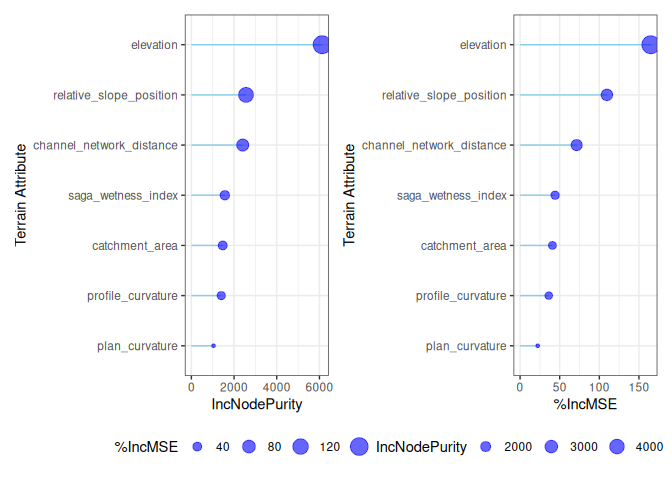 Terrain Attribute
elevation
relative_slope_position
channel_network_distance
saga_wetness_index
catchment_area
profile_curvature
plan_curvature
0 2000 4000 6000
IncNodePurity
Terrain Attribute
elevation
relative_slope_position
channel_network_distance
saga_wetness_index
catchment_area
profile_curvature
plan_curvature
0 50 100 150
%IncMSE
%IncMSE 40 80 120 IncNodePurity 2000 3000 4000